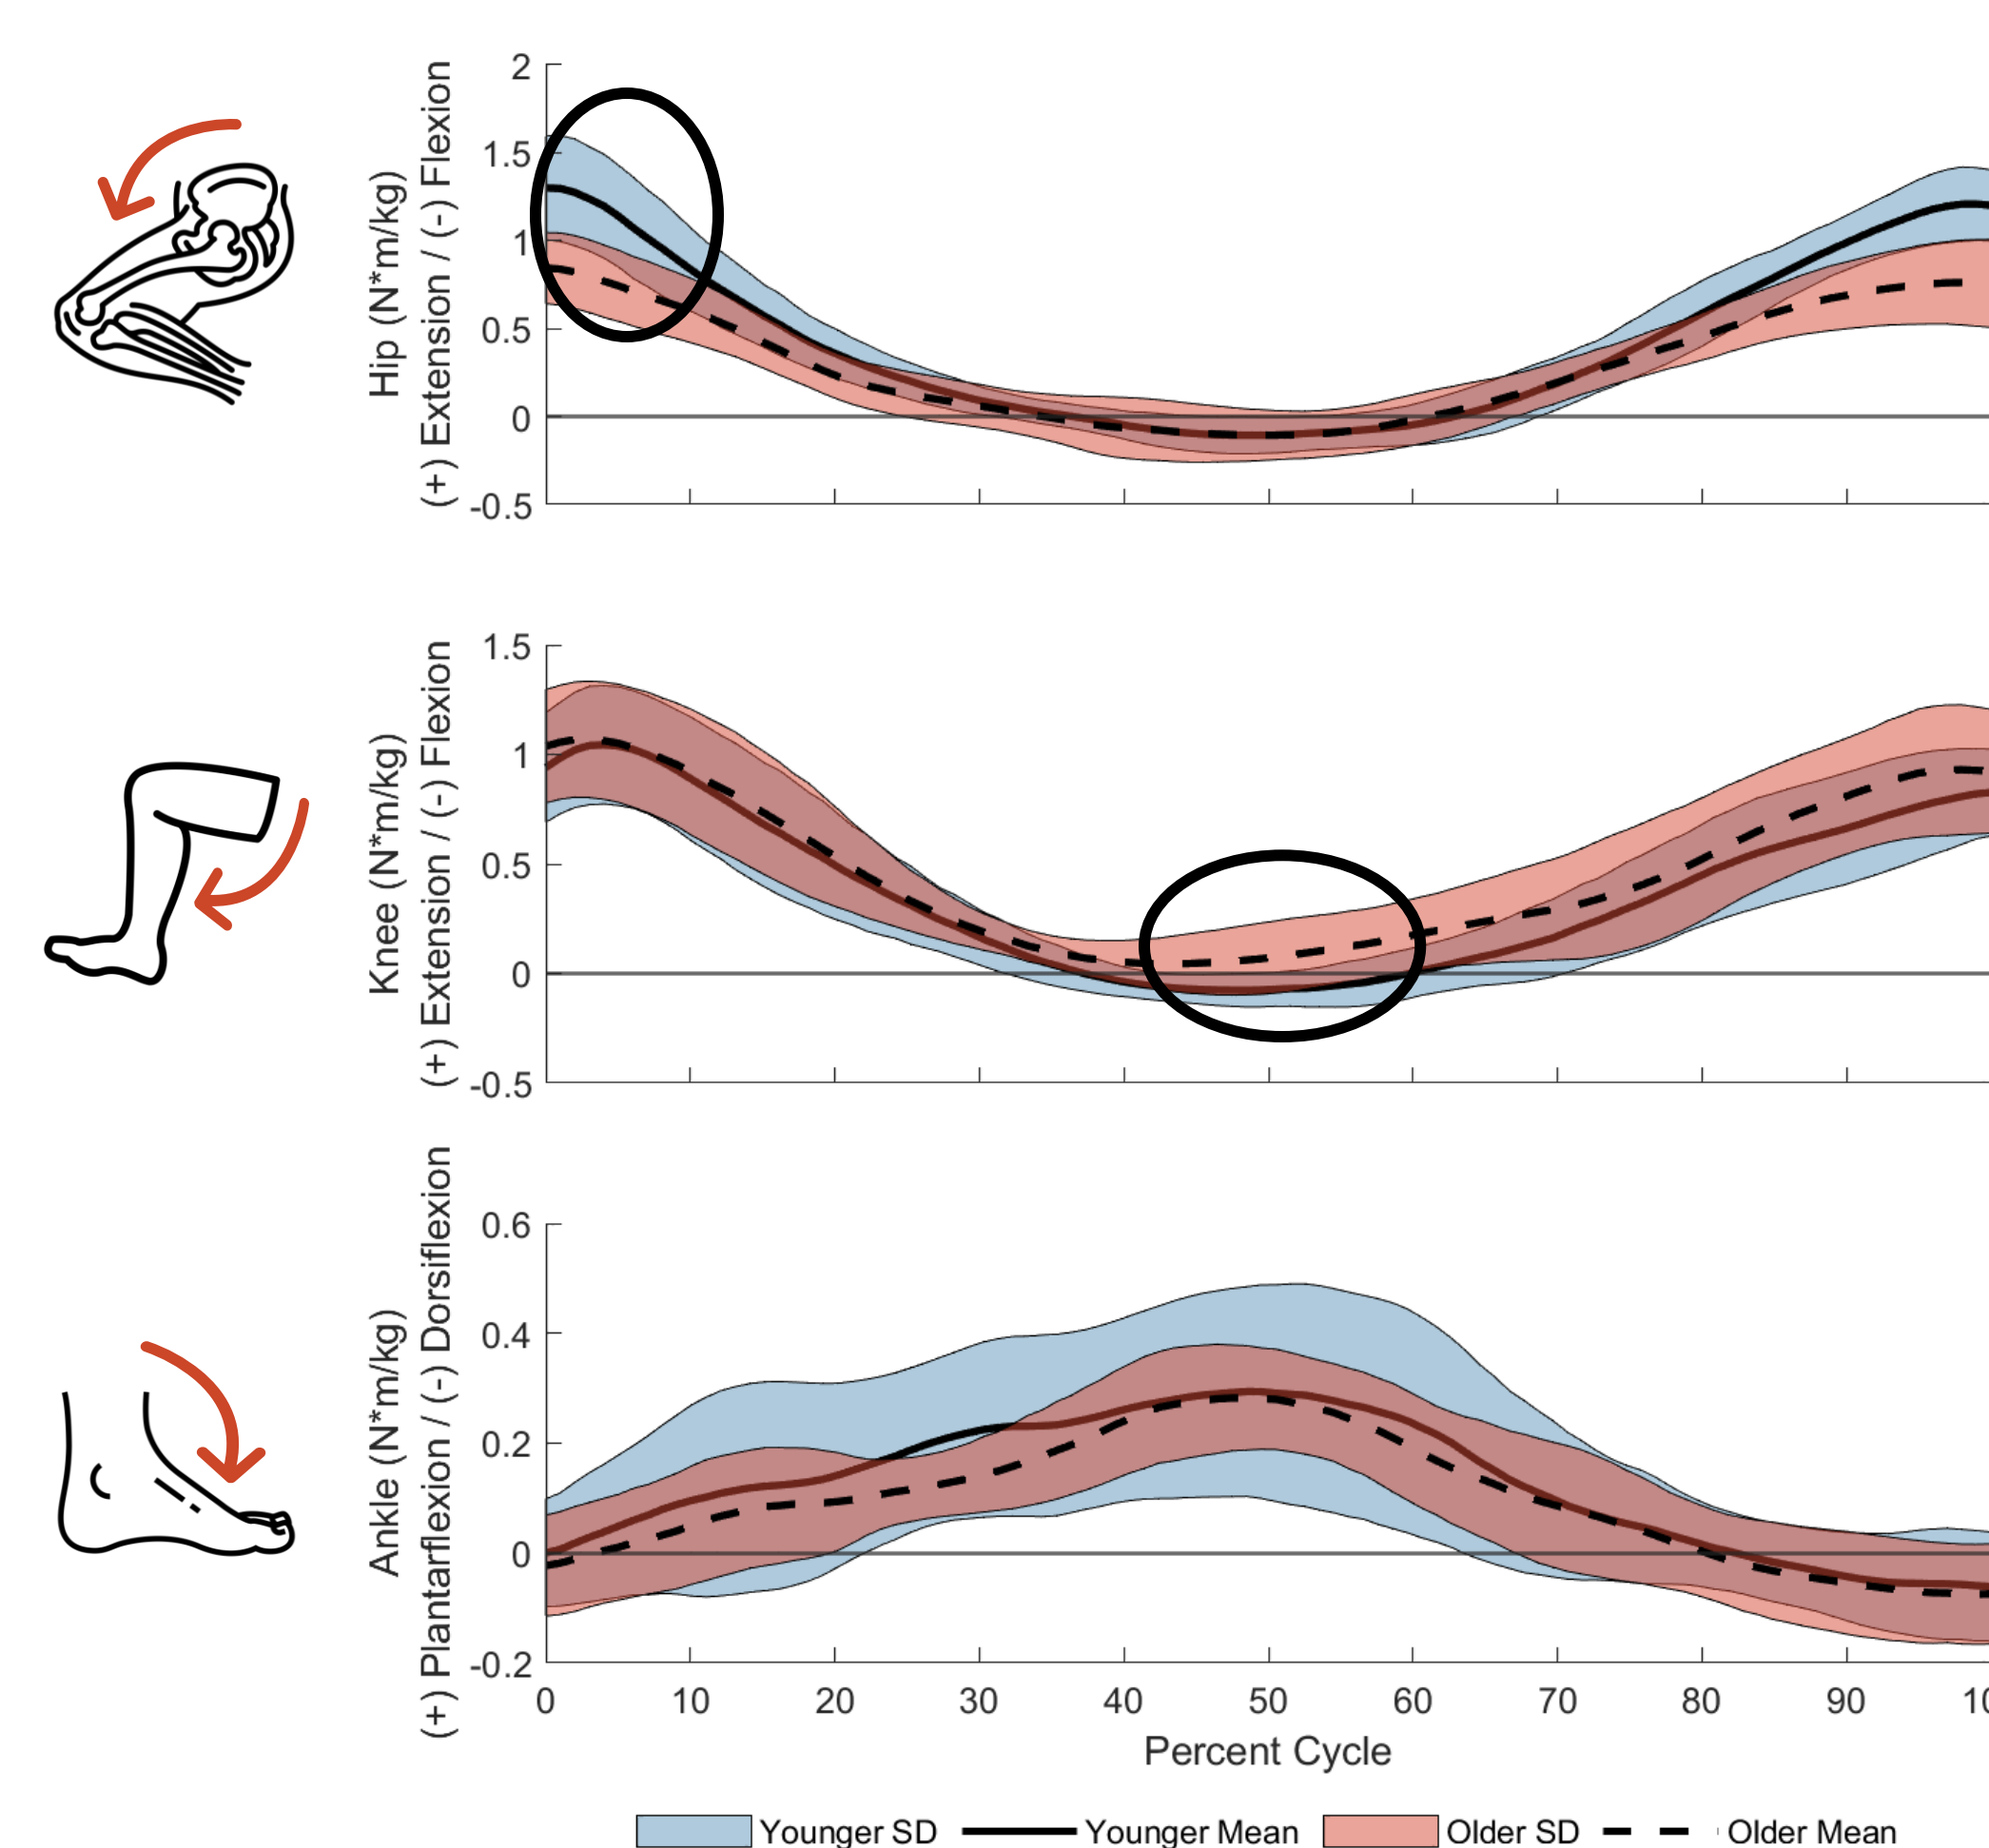 Hip (N*m/kg)
(+) Extension / (-) Flexion
2
1.5
1
0.5
0
-0.5
Knee (N*m/kg)
(+) Extension / (-) Flexion
1.5
1
0.5
0
-0.5
Ankle (N*m/kg)
(+) Plantarflexion / (-) Dorsiflexion
0.6
0.4
0.2
0
-0.2
0 10 20 30 40 50 60 70 80 90
Percent Cycle
Younger SD Younger Mean Older SD Older Mean